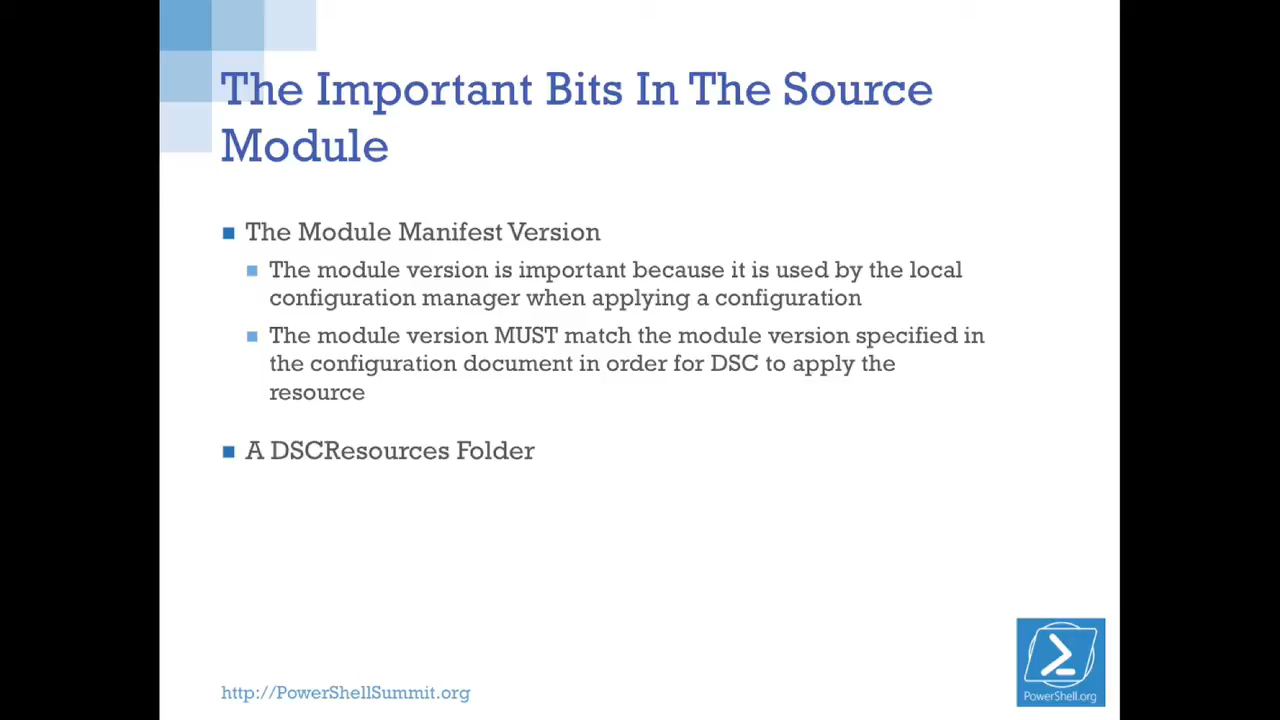 The Important Bits In The Source
Module
The Module Manifest Version
The module version is important because it is used by the local
configuration manager when applying a configuration
The module version MUST match the module version specified in
the configuration document in order for DSC to apply the
resource
A DSCResources Folder
http://PowerShellSummit.org
PowerShell.org